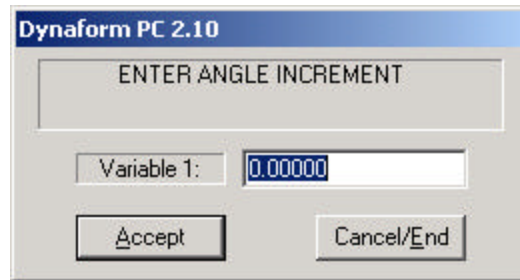 Dynaform PC 2.10
ENTER ANGLE INCREMENT
Variable 1: 0.00000
Accept Cancel/End